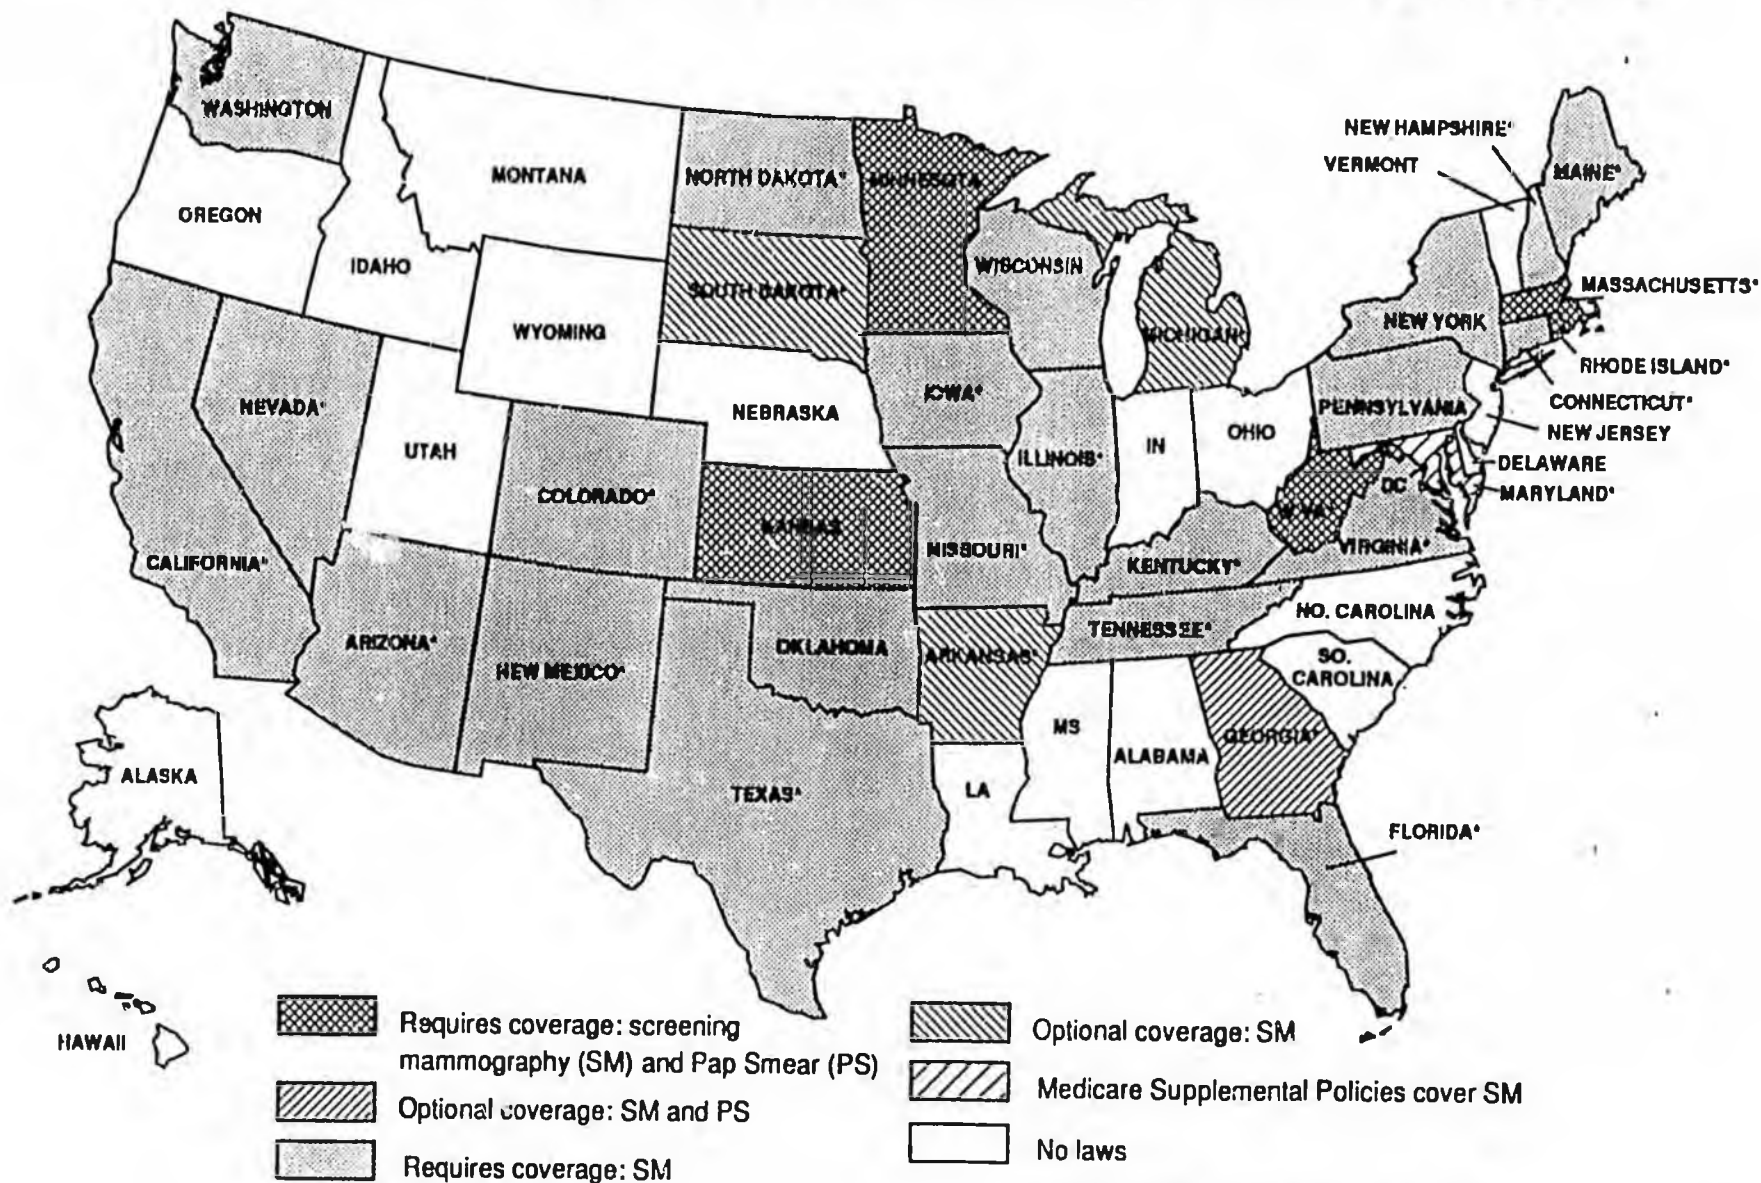 WASHINGTON
MONTANA
OREGON
IDAHO
WYOMING
NORTH DAKOTA*
MINNESOTA
SOUTH DAKOTA*
WISCONSIN
MICHIGAN*
NEW HAMPSHIRE*
VERMONT
MAINE*
MASSACHUSETTS*
NEW YORK
RHODE ISLAND*
CONNECTICUT*
NEW JERSEY
PENNSYLVANIA
DELAWARE
MARYLAND*
DC
NEVADA*
UTAH
NEBRASKA
IOWA*
ILLINOIS*
IN
OHIO
COLORADO*
KANSAS
MISSOURI*
KENTUCKY*
W VA*
VIRGINIA*
CALIFORNIA*
ARIZONA*
NEW MEXICO*
OKLAHOMA
ARKANSAS*
TENNESSEE*
NO. CAROLINA
SO.
CAROLINA
TEXAS*
LA
MS
ALABAMA
GEORGIA*
FLORIDA*
ALASKA
HAWAII
Requires coverage: screening
mammography (SM) and Pap Smear (PS)
Optional coverage: SM and PS
Requires coverage: SM
Optional coverage: SM
Medicare Supplemental Policies cover SM
No laws